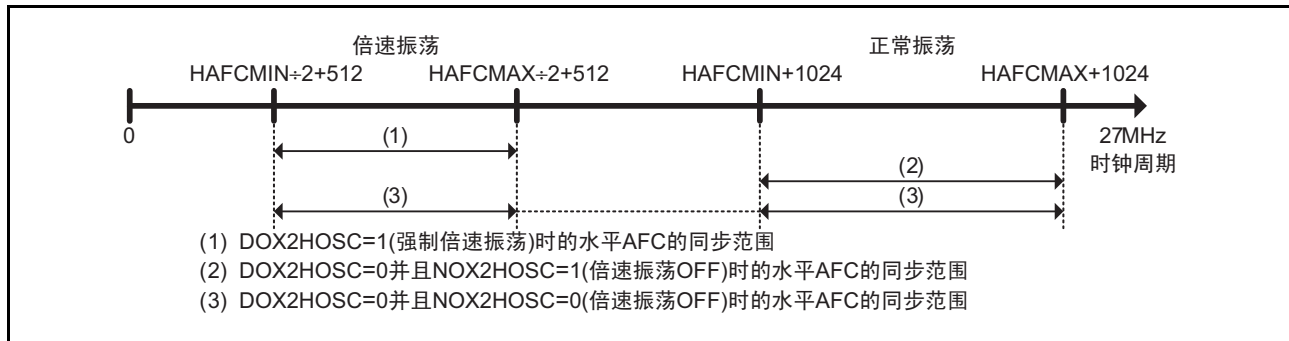 倍速振荡 正常振荡
HAFCMIN÷2+512 HAFCMAX÷2+512 HAFCMIN+1024 HAFCMAX+1024
0
27MHz
时钟周期
(1)
(2)
(3) (3)
(1) DOX2HOSC=1(强制倍速振荡)时的水平AFC的同步范围
(2) DOX2HOSC=0并且NOX2HOSC=1(倍速振荡OFF)时的水平AFC的同步范围
(3) DOX2HOSC=0并且NOX2HOSC=0(倍速振荡OFF)时的水平AFC的同步范围